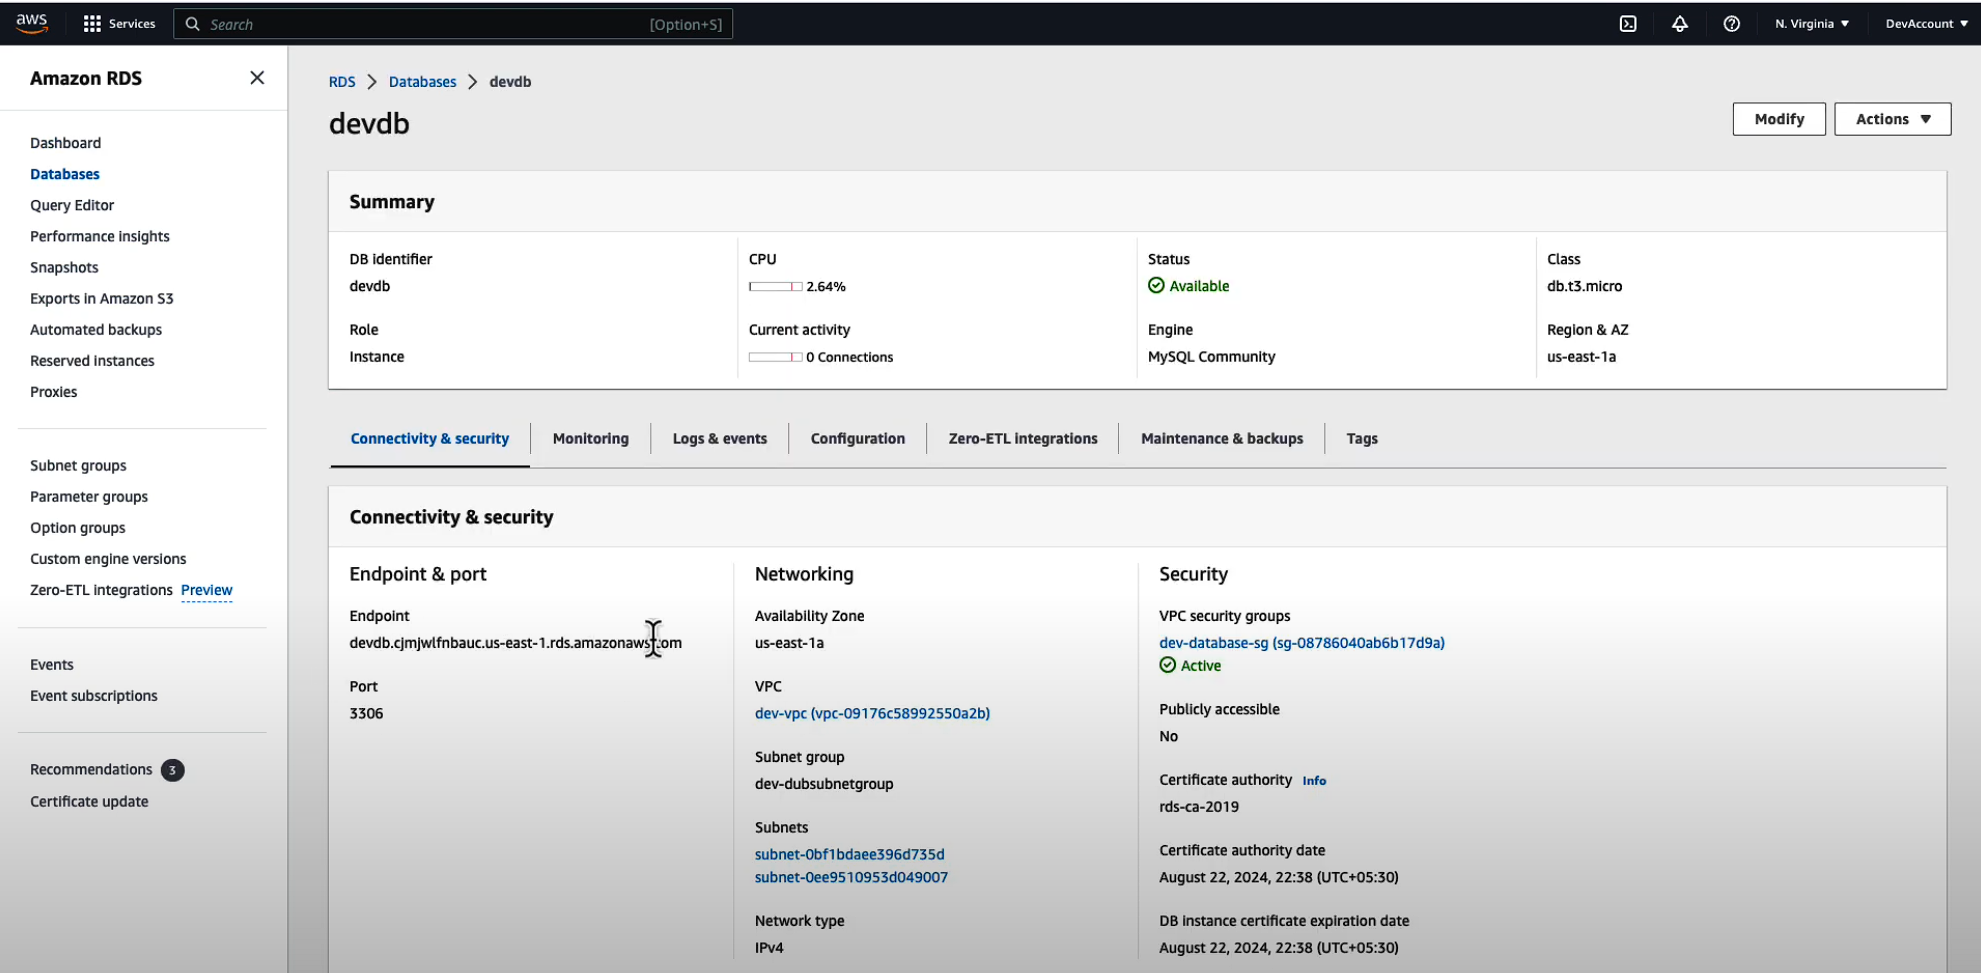 aws
Services
Search [Option+S]
N. Virginia ▼
DevAccount ▼
Amazon RDS
Dashboard
Databases
Query Editor
Performance insights
Snapshots
Exports in Amazon S3
Automated backups
Reserved instances
Proxies
Subnet groups
Parameter groups
Option groups
Custom engine versions
Zero-ETL integrations Preview
Events
Event subscriptions
Recommendations 3
Certificate update
RDS > Databases > devdb
devdb
Modify
Actions ▼
Summary
DB identifier
devdb
Role
Instance
CPU
2.64%
Current activity
0 Connections
Status
Available
Engine
MySQL Community
Class
db.t3.micro
Region & AZ
us-east-1a
Connectivity & security
Monitoring
Logs & events
Configuration
Zero-ETL integrations
Maintenance & backups
Tags
Connectivity & security
Endpoint & port
Endpoint
devdb.cjmjwlfnbauc.us-east-1.rds.amazonaws.com
Port
3306
Networking
Availability Zone
us-east-1a
VPC
dev-vpc (vpc-09176c58992550a2b)
Subnet group
dev-dubsubnetgroup
Subnets
subnet-0bf1bdaee396d735d
subnet-0ee9510953d049007
Network type
IPv4
Security
VPC security groups
dev-database-sg (sg-08786040ab6b17d9a)
Active
Publicly accessible
No
Certificate authority Info
rds-ca-2019
Certificate authority date
August 22, 2024, 22:38 (UTC+05:30)
DB instance certificate expiration date
August 22, 2024, 22:38 (UTC+05:30)